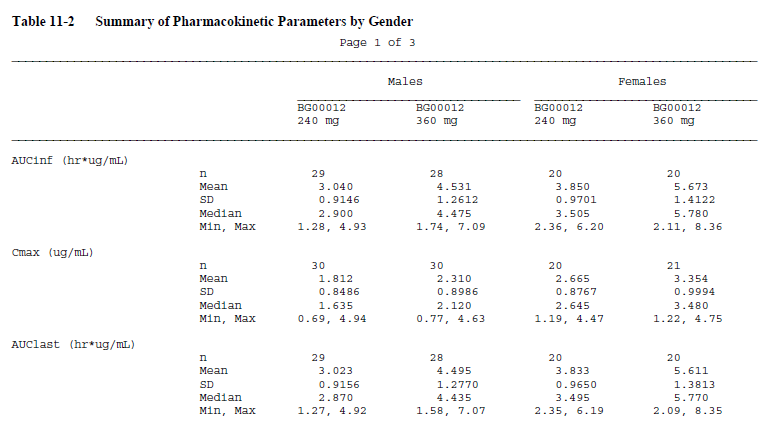 Table 11-2 Summary of Pharmacokinetic Parameters by Gender
Page 1 of 3
Males Females
BG00012 BG00012 BG00012 BG00012
240 mg 360 mg 240 mg 360 mg
AUCinf (hr*ug/mL)
n 29 28 20 20
Mean 3.040 4.531 3.850 5.673
SD 0.9146 1.2612 0.9701 1.4122
Median 2.900 4.475 3.505 5.780
Min, Max 1.28, 4.93 1.74, 7.09 2.36, 6.20 2.11, 8.36
Cmax (ug/mL)
n 30 30 20 21
Mean 1.812 2.310 2.665 3.354
SD 0.8486 0.8986 0.8767 0.9994
Median 1.635 2.120 2.645 3.480
Min, Max 0.69, 4.94 0.77, 4.63 1.19, 4.47 1.22, 4.75
AUClast (hr*ug/mL)
n 29 28 20 20
Mean 3.023 4.495 3.833 5.611
SD 0.9156 1.2770 0.9650 1.3813
Median 2.870 4.435 3.495 5.770
Min, Max 1.27, 4.92 1.58, 7.07 2.35, 6.19 2.09, 8.35